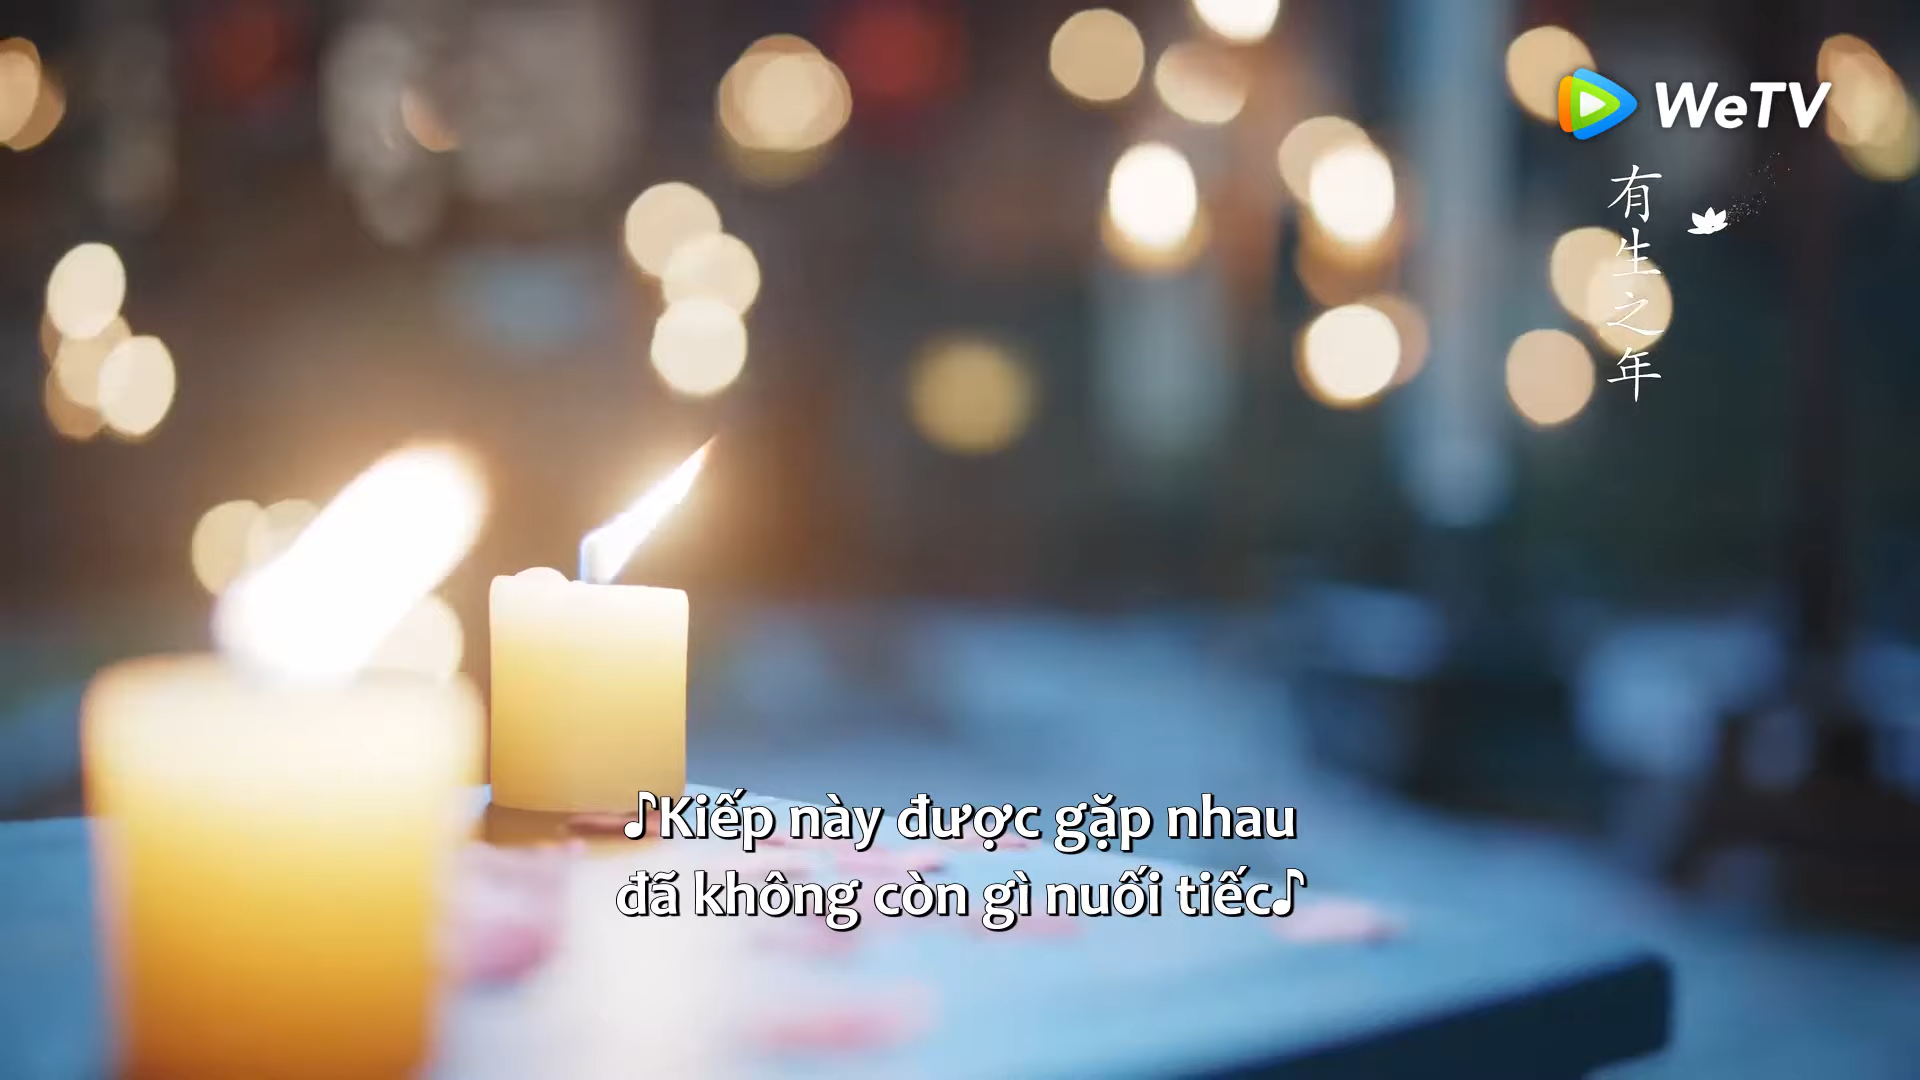 WeTV
有生之年
♪Kiếp này được gặp nhau
đã không còn gì nuối tiếc♪